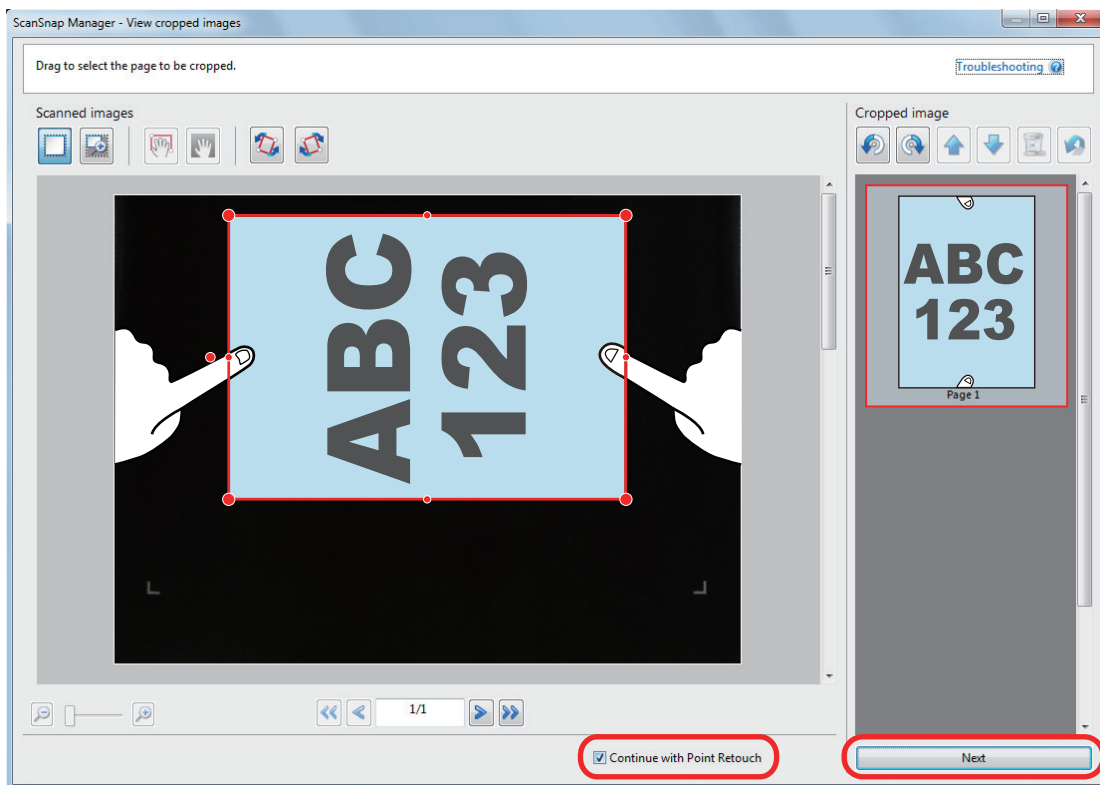 ScanSnap Manager - View cropped images
Drag to select the page to be cropped.
Troubleshooting
Scanned images
Cropped image
ABC
123
ABC
123
Page 1
1/1
Continue with Point Retouch
Next